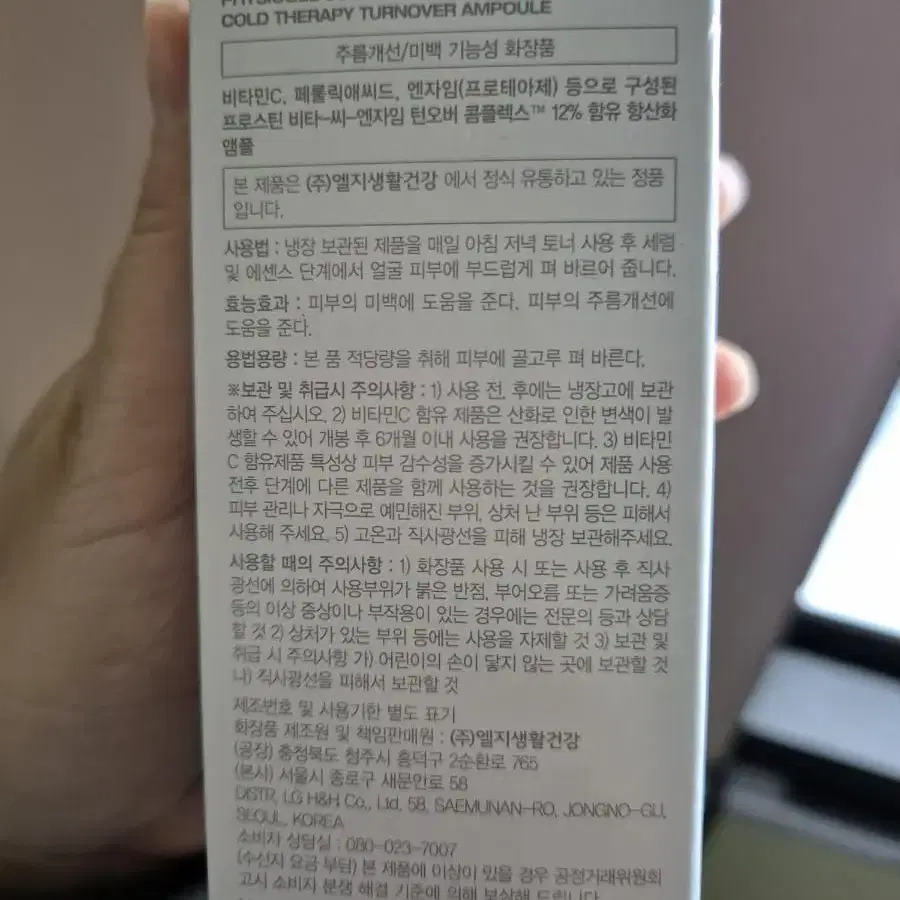 COLD THERAPY TURNOVER AMPOULE
주름개선/미백 기능성 화장품
비타민C, 페룰릭애씨드, 엔자임(프로테아제) 등으로 구성된
프로스틴 비타-씨-엔자임 턴오버 콤플렉스™ 12% 함유 항산화
앰플
본 제품은 (주)엘지생활건강 에서 정식 유통하고 있는 정품
입니다.
사용법 : 냉장 보관된 제품을 매일 아침 저녁 토너 사용 후 세럼
및 에센스 단계에서 얼굴 피부에 부드럽게 펴 바르어 줍니다.
효능효과 : 피부의 미백에 도움을 준다. 피부의 주름개선에
도움을 준다.
용법용량 : 본 품 적당량을 취해 피부에 골고루 펴 바른다.
※보관 및 취급시 주의사항 : 1) 사용 전, 후에는 냉장고에 보관
하여 주십시오. 2) 비타민C 함유 제품은 산화로 인한 변색이 발
생할 수 있어 개봉 후 6개월 이내 사용을 권장합니다. 3) 비타민
C 함유제품 특성상 피부 감수성을 증가시킬 수 있어 제품 사용
전후 단계에 다른 제품을 함께 사용하는 것을 권장합니다. 4)
피부 관리나 자극으로 예민해진 부위, 상처 난 부위 등은 피해서
사용해 주세요. 5) 고온과 직사광선을 피해 냉장 보관해주세요.
사용할 때의 주의사항 : 1) 화장품 사용 시 또는 사용 후 직사
광선에 의하여 사용부위가 붉은 반점, 부어오름 또는 가려움증
등의 이상 증상이나 부작용이 있는 경우에는 전문의 등과 상담
할 것 2) 상처가 있는 부위 등에는 사용을 자제할 것 3) 보관 및
취급 시 주의사항 가) 어린이의 손이 닿지 않는 곳에 보관할 것
나) 직사광선을 피해서 보관할 것
제조번호 및 사용기한 별도 표기
화장품 제조원 및 책임판매원 : (주)엘지생활건강
(공장) 충청북도 청주시 흥덕구 2순환로 765
(본사) 서울시 종로구 새문안로 58
DISTR. LG H&H Co., Ltd. 58, SAEMUNAN-RO, JONGNO-GU,
SEOUL, KOREA
소비자 상담실 : 080-023-7007
(수신자 요금 부담) 본 제품에 이상이 있을 경우 공정거래위원회
고시 소비자 분쟁 해결 기준에 의해 보상해 드립니다.